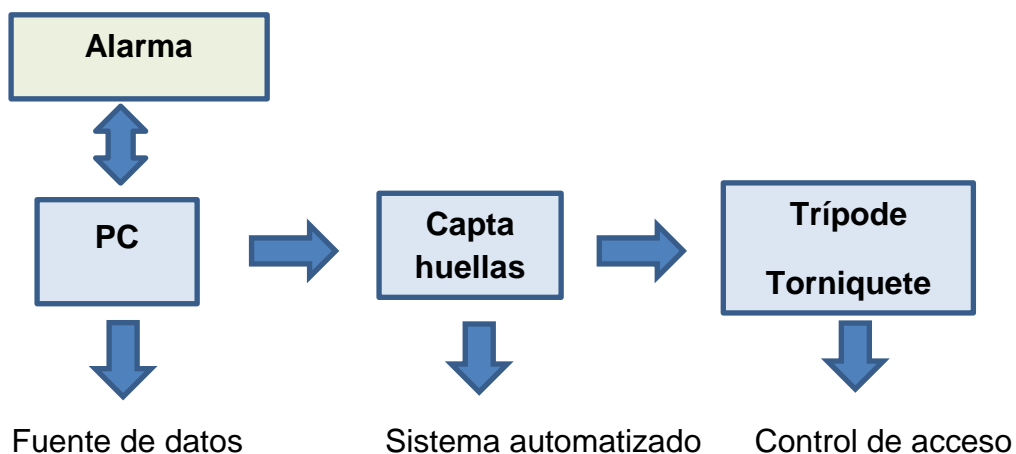 Alarma
PC
Capta
huellas
Trípode
Torniquete
Fuente de datos
Sistema automatizado
Control de acceso